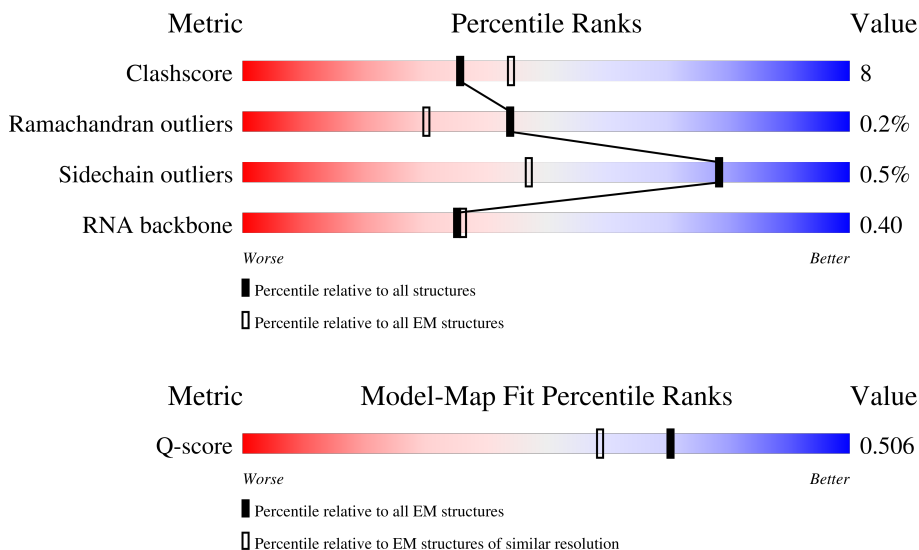 Metric Percentile Ranks Value
Clashscore 8
Ramachandran outliers 0.2%
Sidechain outliers 0.5%
RNA backbone 0.40
Worse Better
Percentile relative to all structures
Percentile relative to all EM structures
Metric Model-Map Fit Percentile Ranks Value
Q-score 0.506
Worse Better
Percentile relative to all EM structures
Percentile relative to EM structures of similar resolution